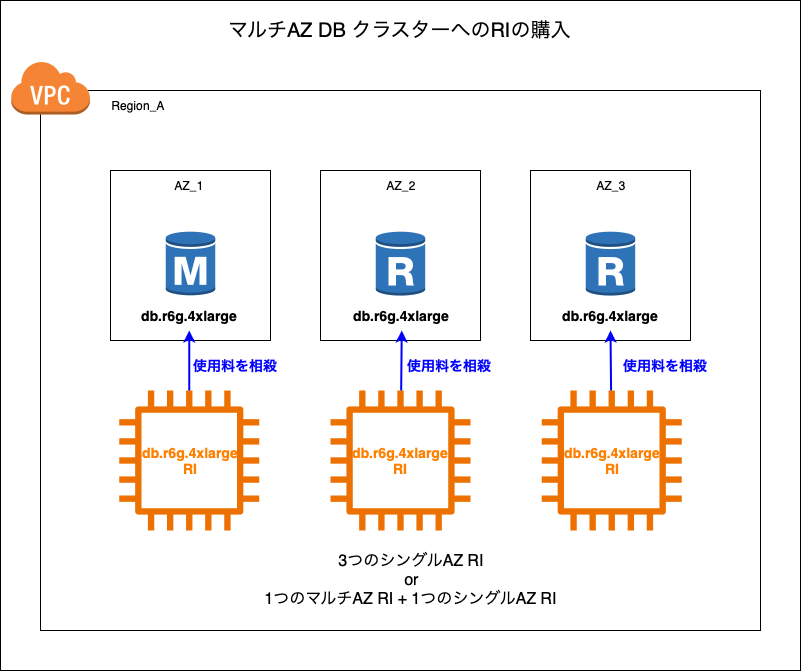 マルチAZ DB クラスターへのRIの購入
VPC
Region_A
AZ_1
AZ_2
AZ_3
M
R
R
db.r6g.4xlarge
db.r6g.4xlarge
db.r6g.4xlarge
使用料を相殺
使用料を相殺
使用料を相殺
db.r6g.4xlarge
RI
db.r6g.4xlarge
RI
db.r6g.4xlarge
RI
3つのシングルAZ RI
or
1つのマルチAZ RI + 1つのシングルAZ RI